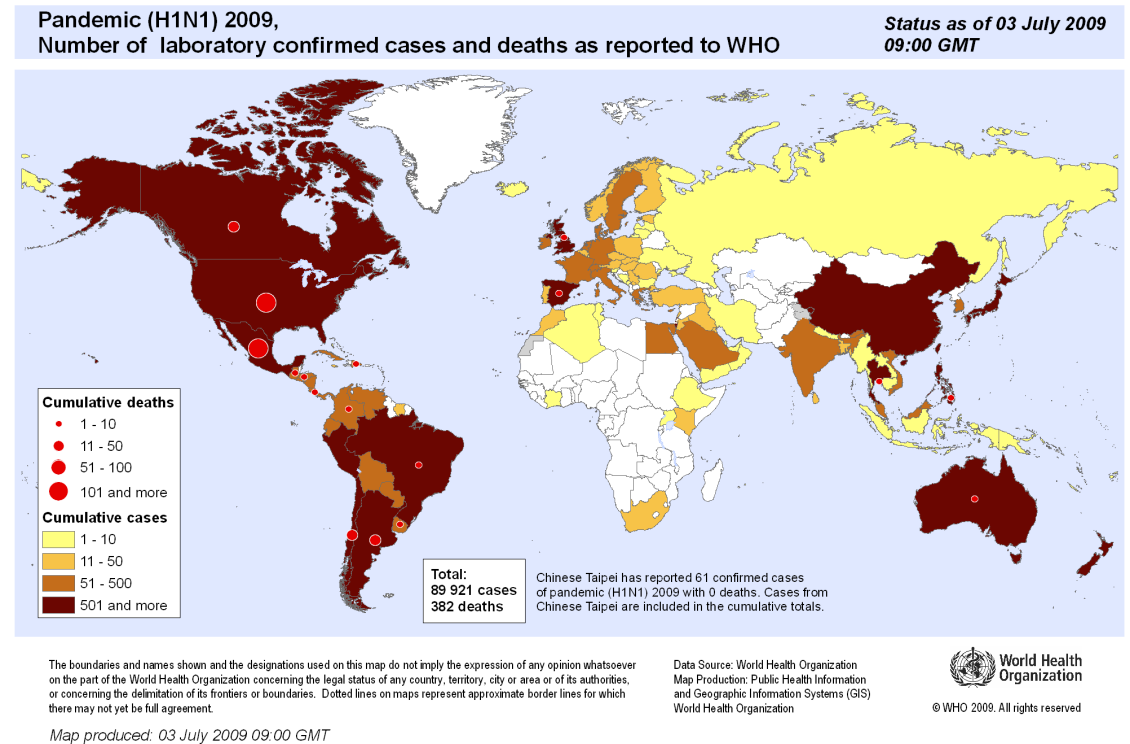 Pandemic (H1N1) 2009,
Number of laboratory confirmed cases and deaths as reported to WHO
Status as of 03 July 2009
09:00 GMT
Cumulative deaths
1 - 10
11 - 50
51 - 100
101 and more
Cumulative cases
1 - 10
11 - 50
51 - 500
501 and more
Total:
89 921 cases
382 deaths
Chinese Taipei has reported 61 confirmed cases
of pandemic (H1N1) 2009 with 0 deaths. Cases from
Chinese Taipei are included in the cumulative totals.
The boundaries and names shown and the designations used on this map do not imply the expression of any opinion whatsoever
on the part of the World Health Organization concerning the legal status of any country, territory, city or area or of its authorities,
or concerning the delimitation of its frontiers or boundaries. Dotted lines on maps represent approximate border lines for which
there may not yet be full agreement.
Data Source: World Health Organization
Map Production: Public Health Information
and Geographic Information Systems (GIS)
World Health Organization
World Health
Organization
© WHO 2009. All rights reserved
Map produced: 03 July 2009 09:00 GMT